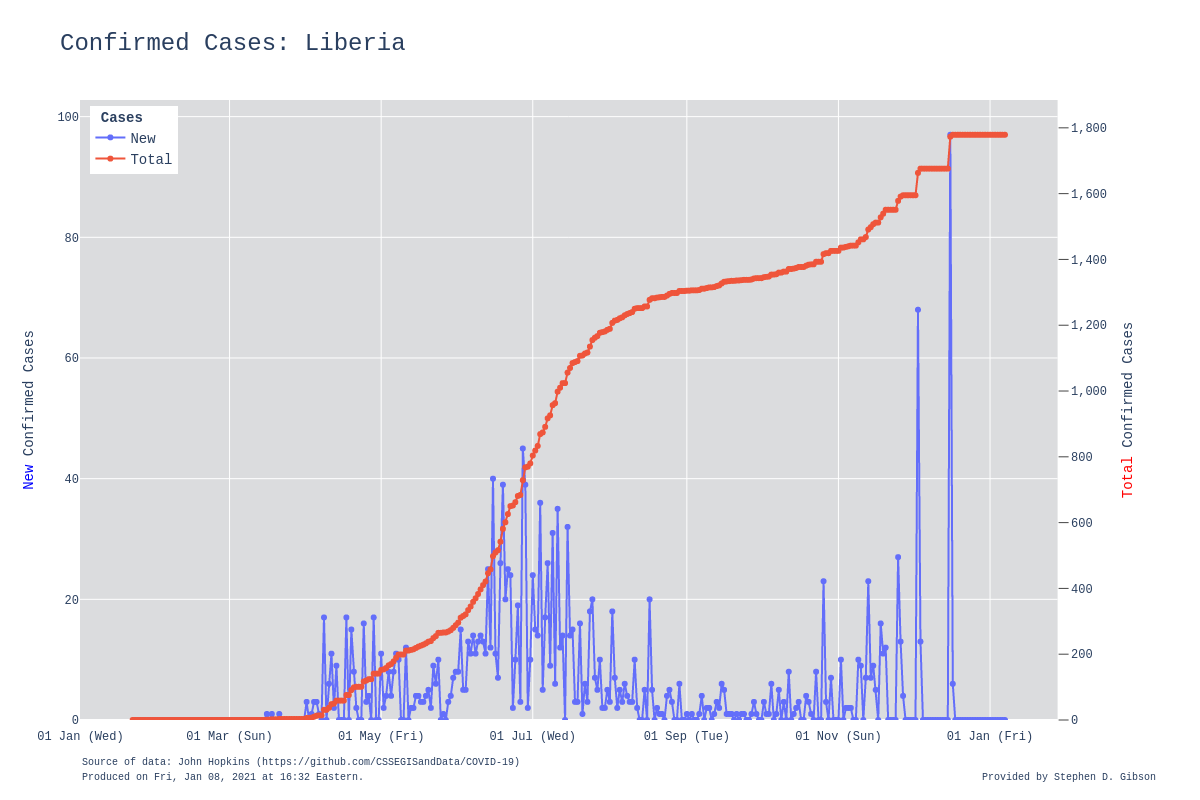 Confirmed Cases: Liberia
Cases
New
Total
100
80
60
40
20
0
1,800
1,600
1,400
1,200
1,000
800
600
400
200
0
New Confirmed Cases
Total Confirmed Cases
01 Jan (Wed) 01 Mar (Sun) 01 May (Fri) 01 Jul (Wed) 01 Sep (Tue) 01 Nov (Sun) 01 Jan (Fri)
Source of data: John Hopkins (https://github.com/CSSEGISandData/COVID-19)
Produced on Fri, Jan 08, 2021 at 16:32 Eastern.
Provided by Stephen D. Gibson